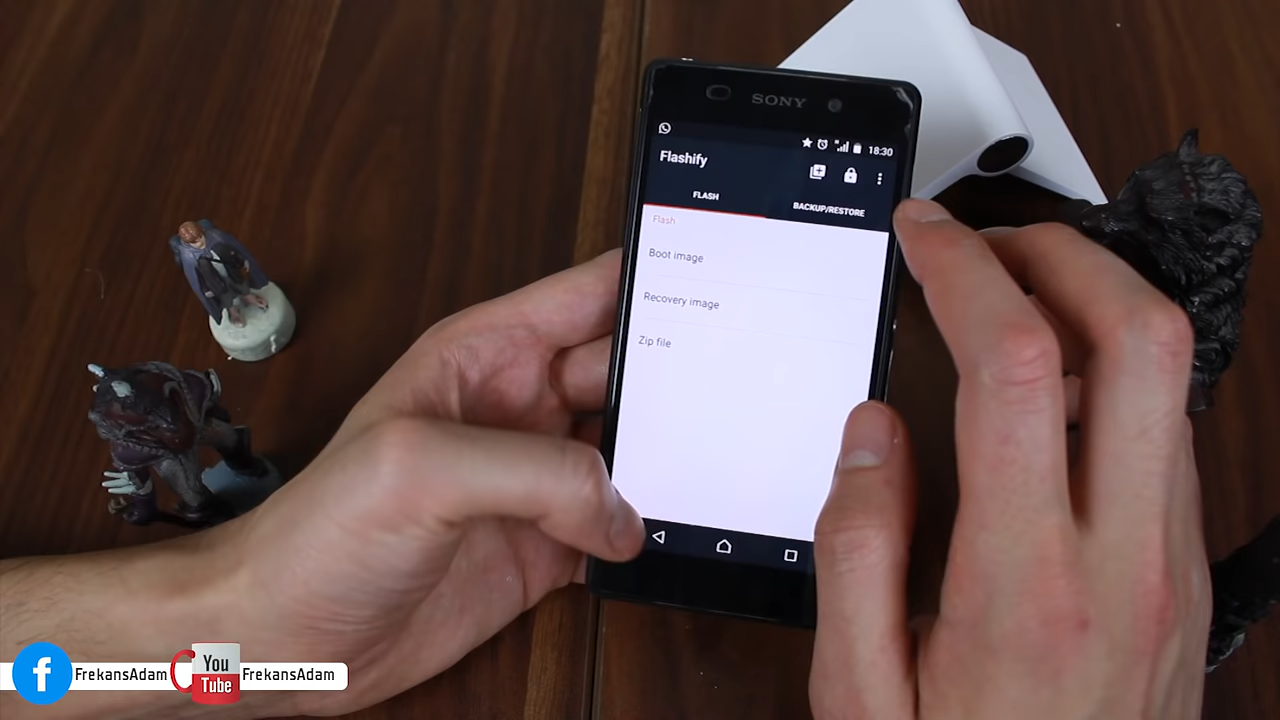 SONY
18:30
Flashify
FLASH
BACKUP/RESTORE
Flash
Boot image
Recovery image
Zip file
f FrekansAdam
You
Tube
FrekansAdam